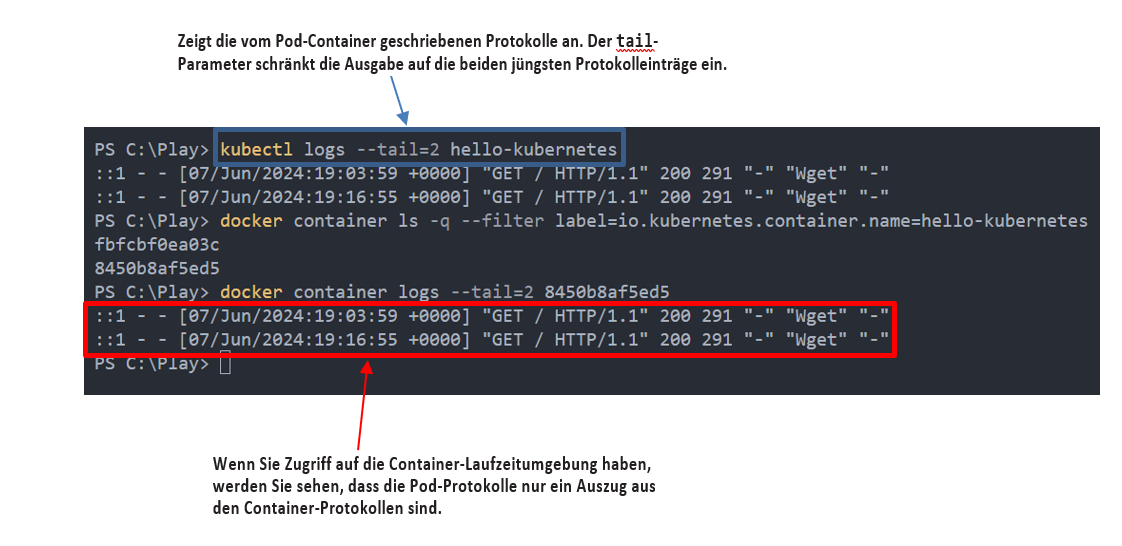 Zeigt die vom Pod-Container geschriebenen Protokolle an. Der tail-
Parameter schränkt die Ausgabe auf die beiden jüngsten Protokolleinträge ein.
PS C:\Play> kubectl logs --tail=2 hello-kubernetes
::1 - - [07/Jun/2024:19:03:59 +0000] "GET / HTTP/1.1" 200 291 "-" "Wget" "-"
::1 - - [07/Jun/2024:19:16:55 +0000] "GET / HTTP/1.1" 200 291 "-" "Wget" "-"
PS C:\Play> docker container ls -q --filter label=io.kubernetes.container.name=hello-kubernetes
fbfcbf0ea03c
8450b8af5ed5
PS C:\Play> docker container logs --tail=2 8450b8af5ed5
::1 - - [07/Jun/2024:19:03:59 +0000] "GET / HTTP/1.1" 200 291 "-" "Wget" "-"
::1 - - [07/Jun/2024:19:16:55 +0000] "GET / HTTP/1.1" 200 291 "-" "Wget" "-"
PS C:\Play>
Wenn Sie Zugriff auf die Container-Laufzeitumgebung haben,
werden Sie sehen, dass die Pod-Protokolle nur ein Auszug aus
den Container-Protokollen sind.